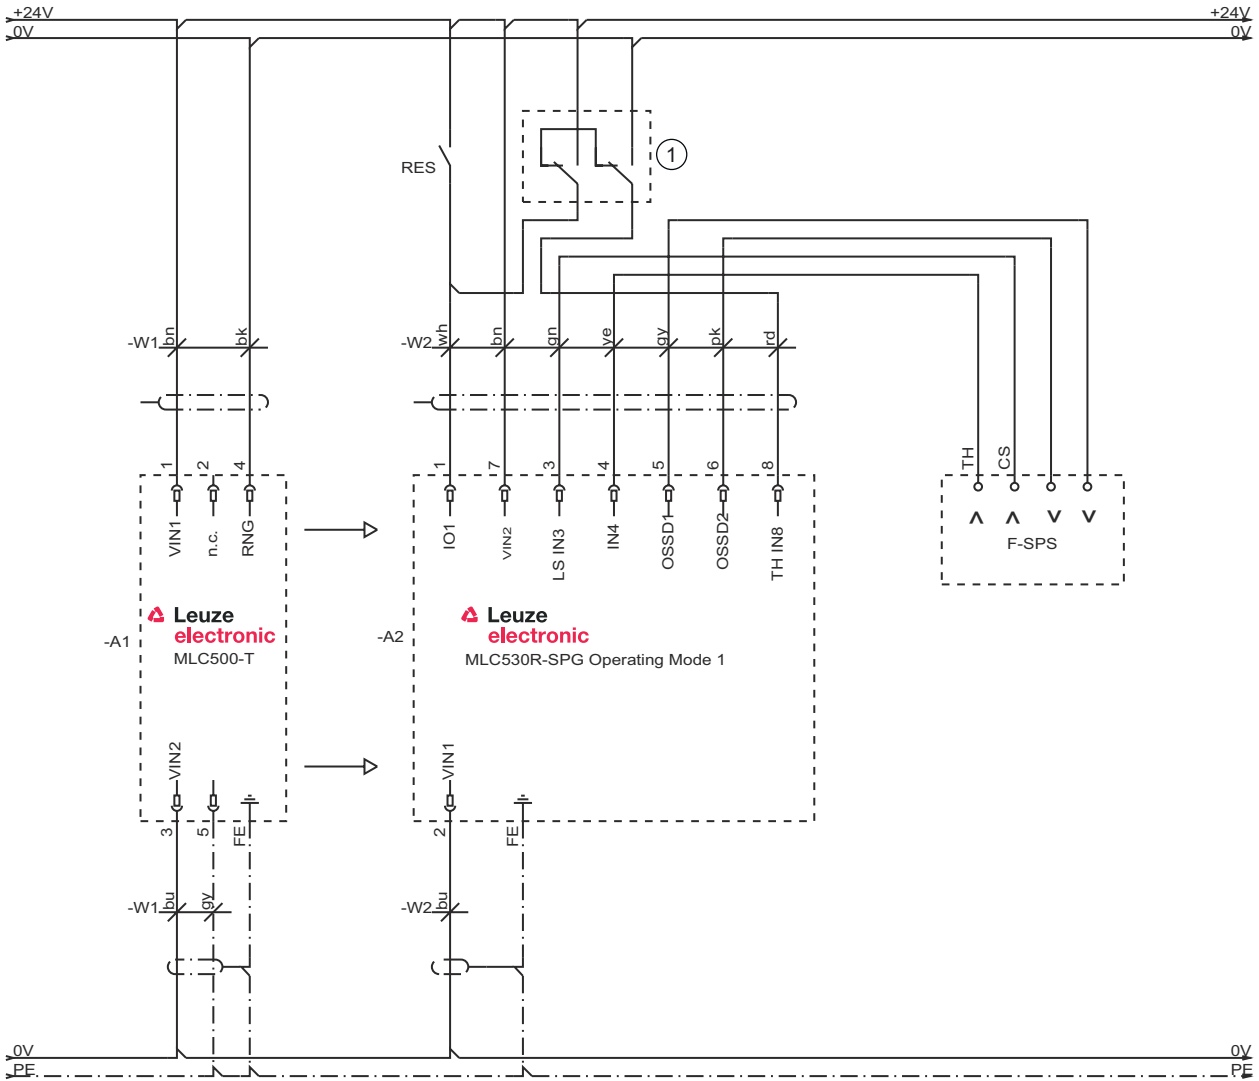 +24V
+24V
0V
0V
RES
1
-W1
bn
bk
-W2
wh
bn
gn
ye
gy
pk
rd
1
2
4
1
7
3
4
5
6
8
TH
CS
VIN1
n.c.
RNG
IO1
VIN2
LS IN3
IN4
OSSD1
OSSD2
TH IN8
F-SPS
-A1
Leuze
electronic
MLC500-T
-A2
Leuze
electronic
MLC530R-SPG Operating Mode 1
VIN2
VIN1
3
5
FE
2
FE
-W1
bu
gy
-W2
bu
0V
0V
PE
PE